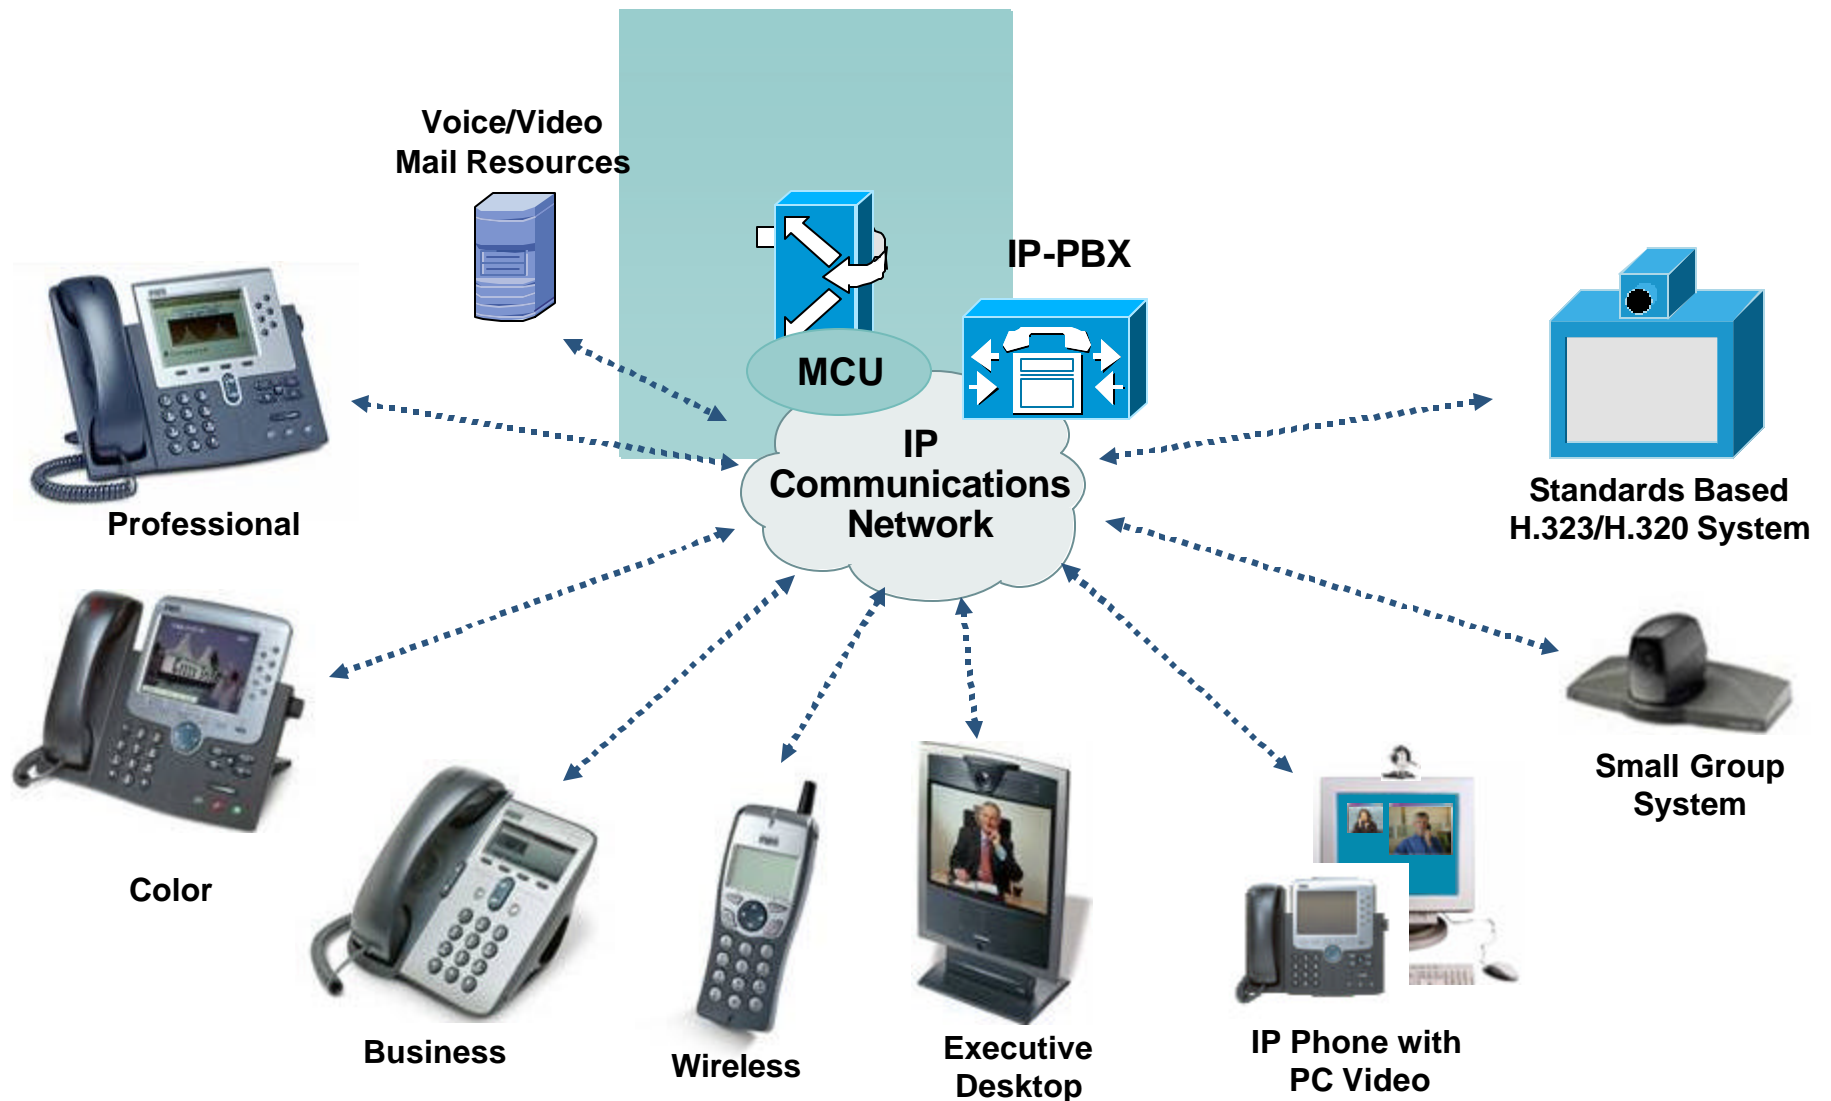 Voice/Video
Mail Resources
IP-PBX
MCU
IP
Communications
Network
Professional
Standards Based
H.323/H.320 System
Color
Small Group
System
Business
Wireless
Executive
Desktop
IP Phone with
PC Video